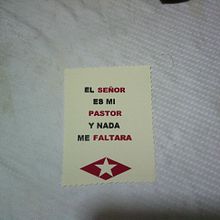 EL SEÑOR
ES MI
PASTOR
Y NADA
ME FALTARA